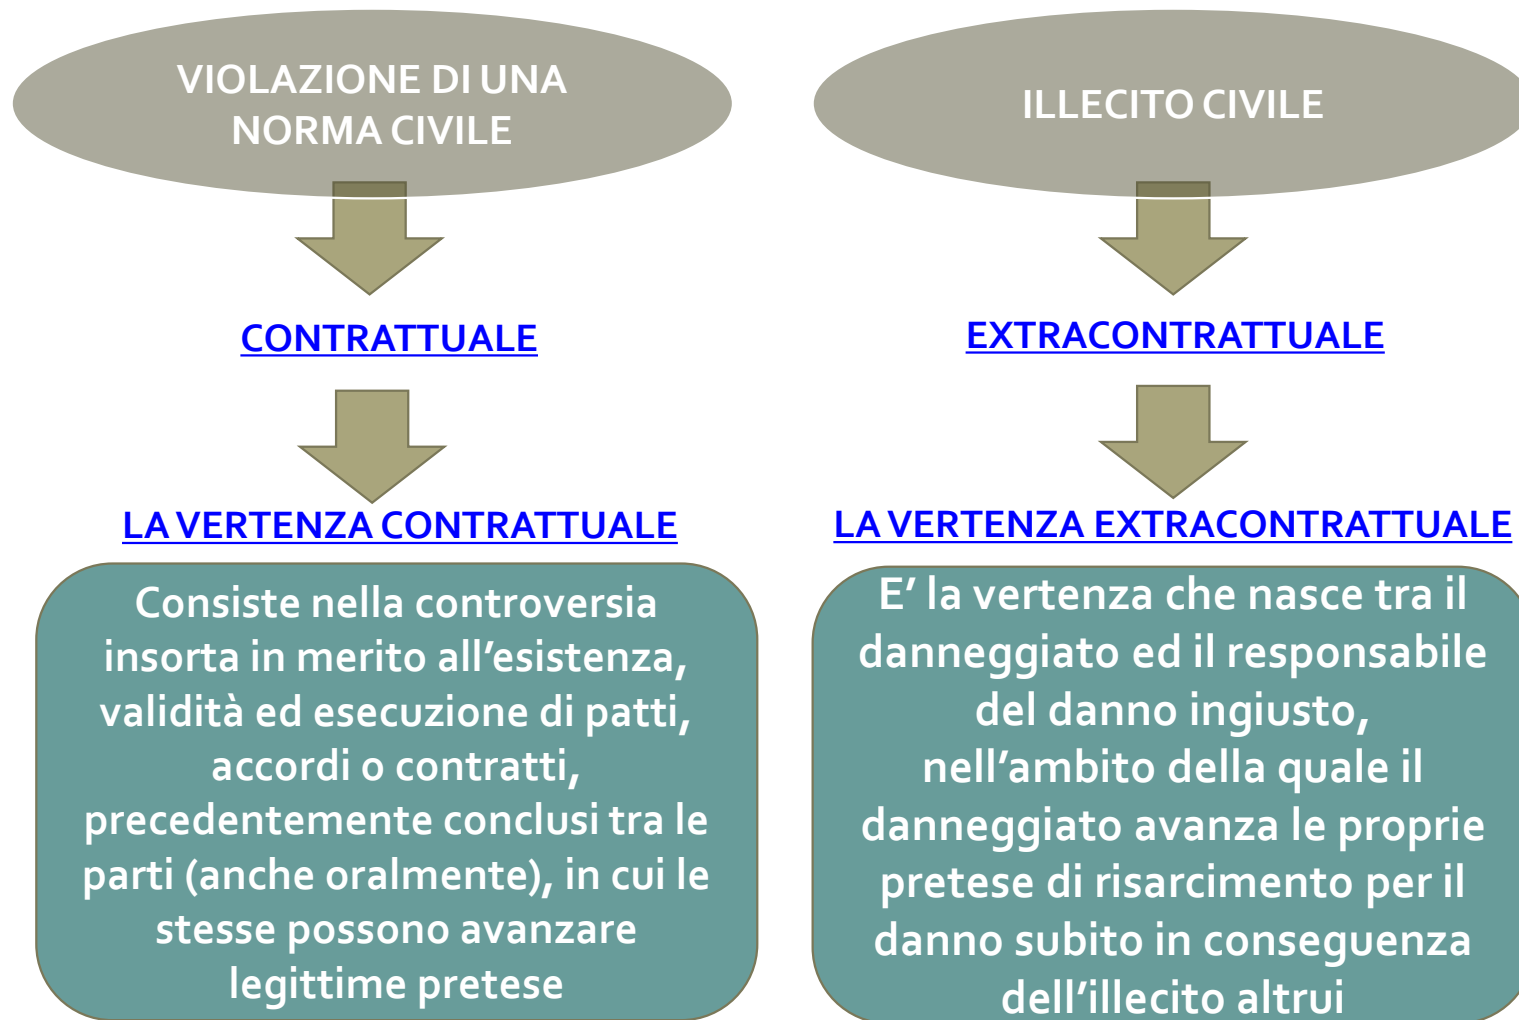 VIOLAZIONE DI UNA
NORMA CIVILE
CONTRATTUALE
LA VERTENZA CONTRATTUALE
Consiste nella controversia
insorta in merito all’esistenza,
validità ed esecuzione di patti,
accordi o contratti,
precedentemente conclusi tra le
parti (anche oralmente), in cui le
stesse possono avanzare
legittime pretese
ILLECITO CIVILE
EXTRACONTRATTUALE
LA VERTENZA EXTRACONTRATTUALE
E’ la vertenza che nasce tra il
danneggiato ed il responsabile
del danno ingiusto,
nell’ambito della quale il
danneggiato avanza le proprie
pretese di risarcimento per il
danno subito in conseguenza
dell’illecito altrui